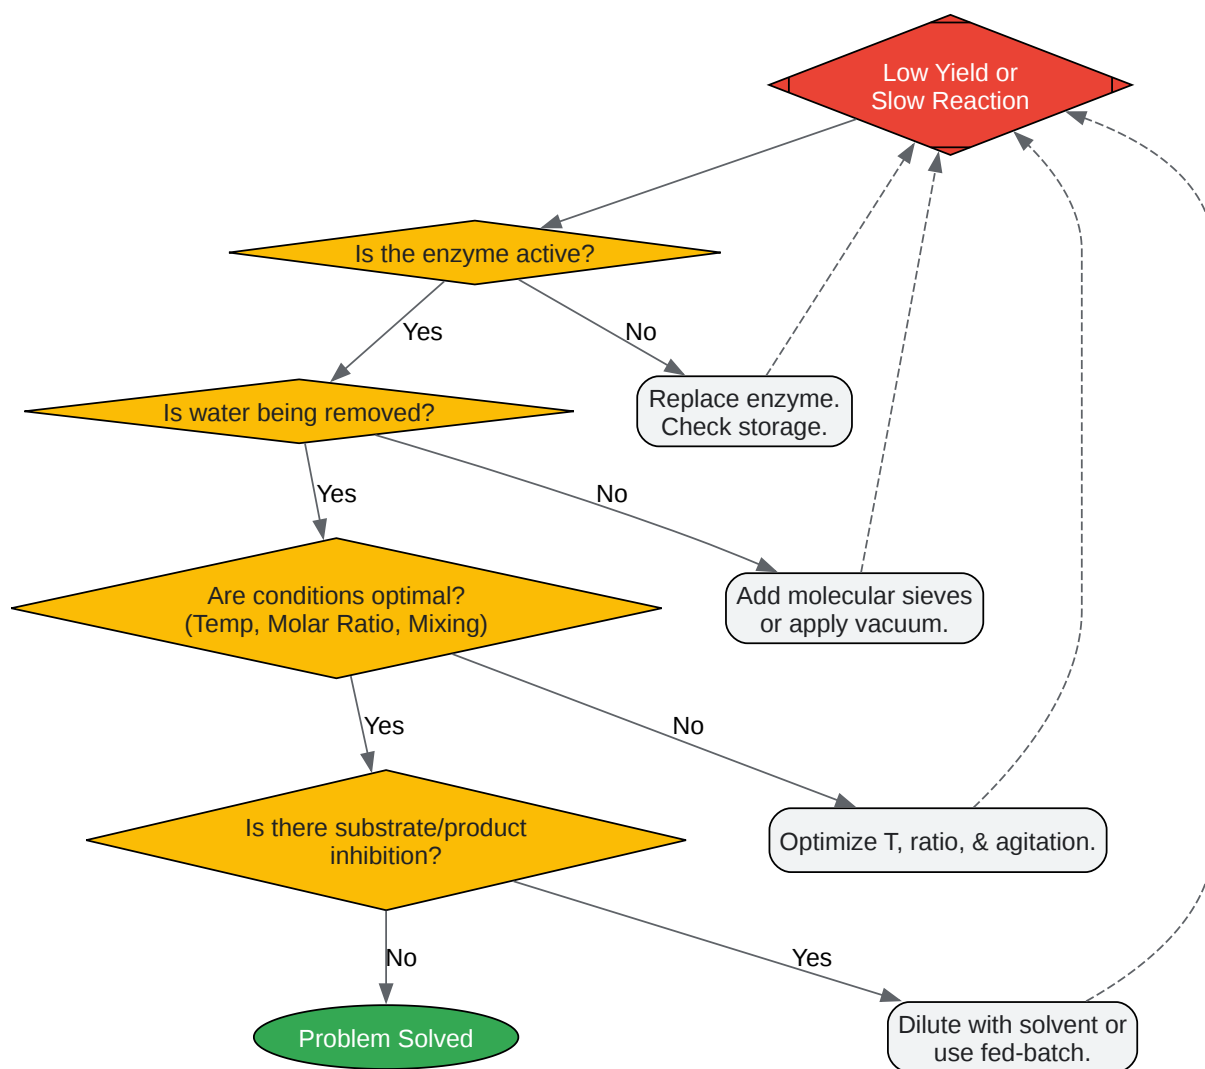 Low Yield or
Slow Reaction
Is the enzyme active?
Yes
No
Is water being removed?
Replace enzyme.
Check storage.
Yes
No
Are conditions optimal?
(Temp, Molar Ratio, Mixing)
Add molecular sieves
or apply vacuum.
Yes
No
Is there substrate/product
inhibition?
Optimize T, ratio, & agitation.
No
Yes
Problem Solved
Dilute with solvent or
use fed-batch.